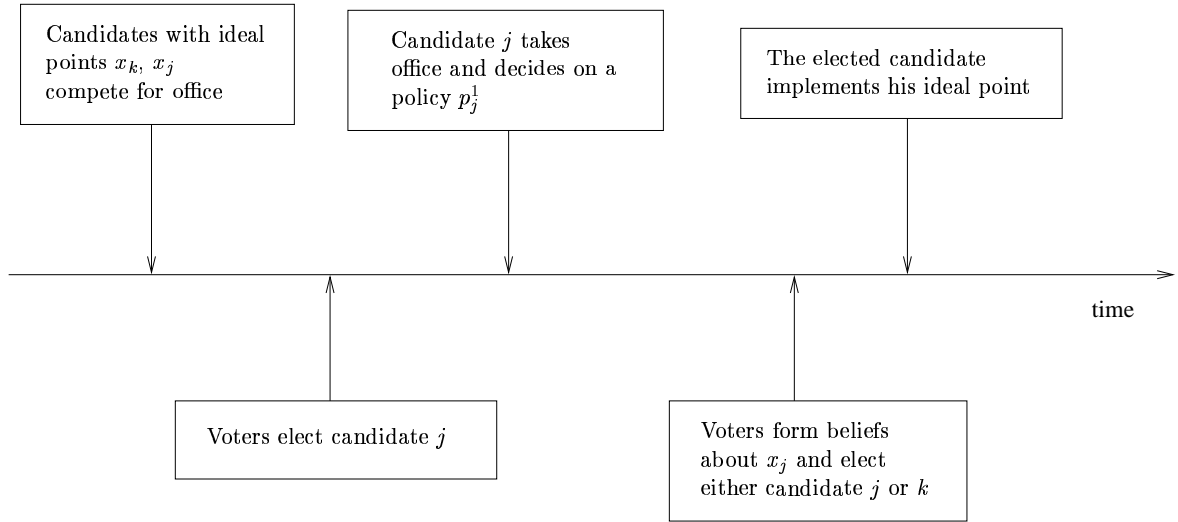 Candidates with ideal
points $x_k$, $x_j$
compete for office
Candidate $j$ takes
office and decides on a
policy $p_j^1$
The elected candidate
implements his ideal point
time
Voters elect candidate $j$
Voters form beliefs
about $x_j$ and elect
either candidate $j$ or $k$